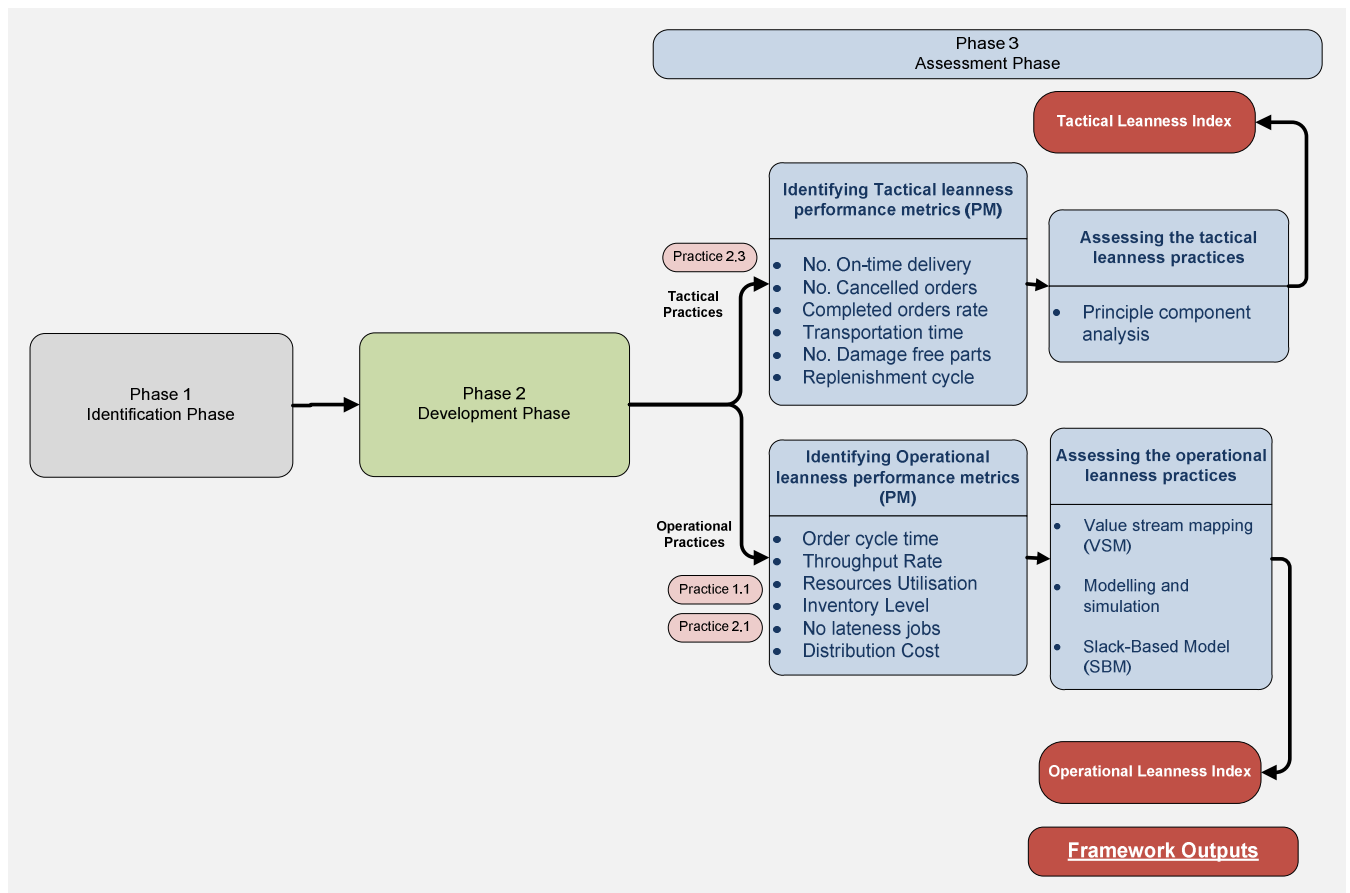 Phase 3
Assessment Phase
Tactical Leanness Index
Identifying Tactical leanness
performance metrics (PM)
• No. On-time delivery
• No. Cancelled orders
• Completed orders rate
• Transportation time
• No. Damage free parts
• Replenishment cycle
Practice 2.3
Tactical
Practices
Assessing the tactical
leanness practices
• Principle component
analysis
Phase 1
Identification Phase
Phase 2
Development Phase
Identifying Operational
leanness performance metrics
(PM)
• Order cycle time
• Throughput Rate
• Resources Utilisation
• Inventory Level
• No lateness jobs
• Distribution Cost
Operational
Practices
Practice 1.1
Practice 2.1
Assessing the operational
leanness practices
• Value stream mapping
(VSM)
• Modelling and
simulation
• Slack-Based Model
(SBM)
Operational Leanness Index
Framework Outputs